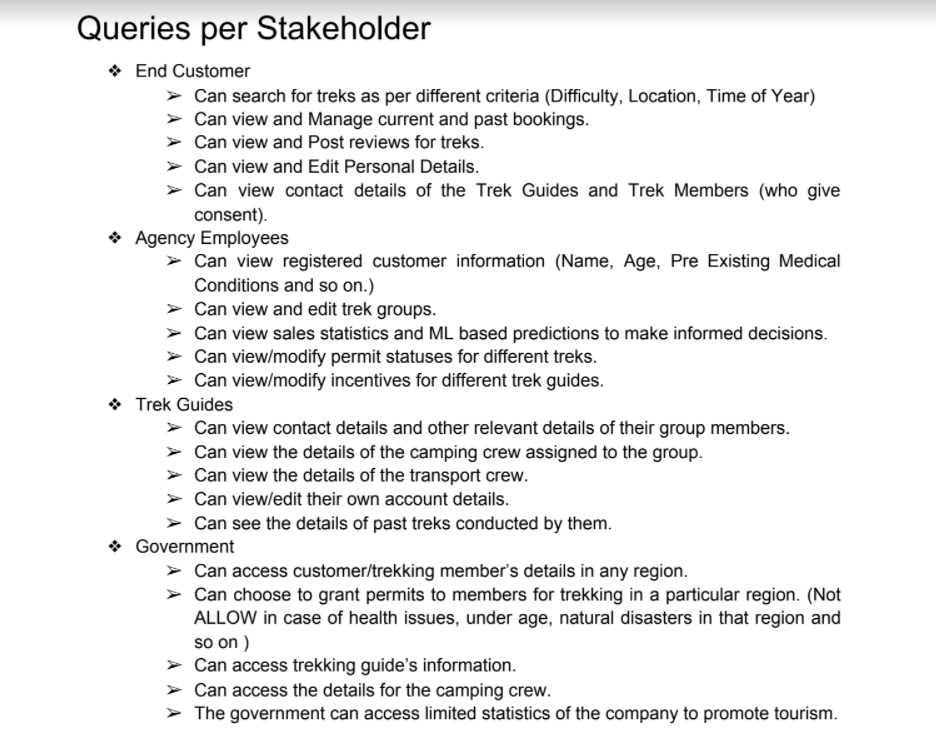 Queries per Stakeholder
❖ End Customer
➢ Can search for treks as per different criteria (Difficulty, Location, Time of Year)
➢ Can view and Manage current and past bookings.
➢ Can view and Post reviews for treks.
➢ Can view and Edit Personal Details.
➢ Can view contact details of the Trek Guides and Trek Members (who give
consent).
❖ Agency Employees
➢ Can view registered customer information (Name, Age, Pre Existing Medical
Conditions and so on.)
➢ Can view and edit trek groups.
➢ Can view sales statistics and ML based predictions to make informed decisions.
➢ Can view/modify permit statuses for different treks.
➢ Can view/modify incentives for different trek guides.
❖ Trek Guides
➢ Can view contact details and other relevant details of their group members.
➢ Can view the details of the camping crew assigned to the group.
➢ Can view the details of the transport crew.
➢ Can view/edit their own account details.
➢ Can see the details of past treks conducted by them.
❖ Government
➢ Can access customer/trekking member's details in any region.
➢ Can choose to grant permits to members for trekking in a particular region. (Not
ALLOW in case of health issues, under age, natural disasters in that region and
so on )
➢ Can access trekking guide's information.
➢ Can access the details for the camping crew.
➢ The government can access limited statistics of the company to promote tourism.